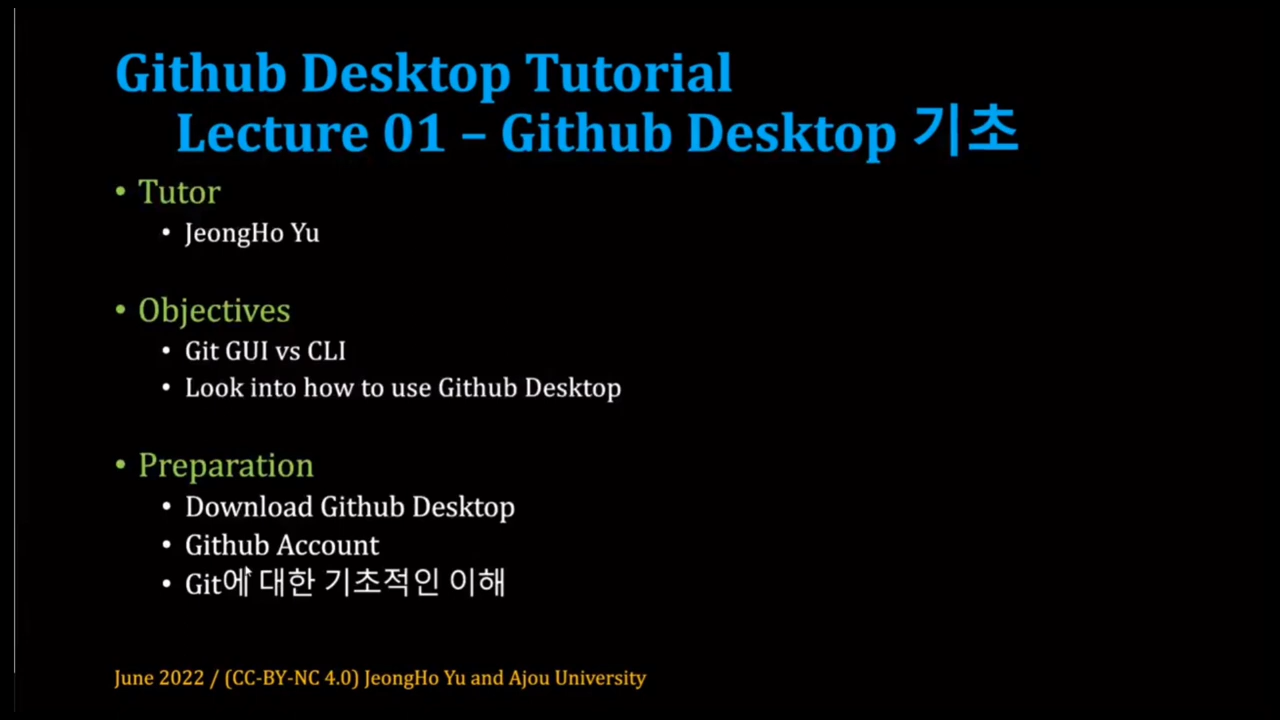 Github Desktop Tutorial
Lecture 01 – Github Desktop 기초
• Tutor
• JeongHo Yu
• Objectives
• Git GUI vs CLI
• Look into how to use Github Desktop
• Preparation
• Download Github Desktop
• Github Account
• Git에 대한 기초적인 이해
June 2022 / (CC-BY-NC 4.0) JeongHo Yu and Ajou University